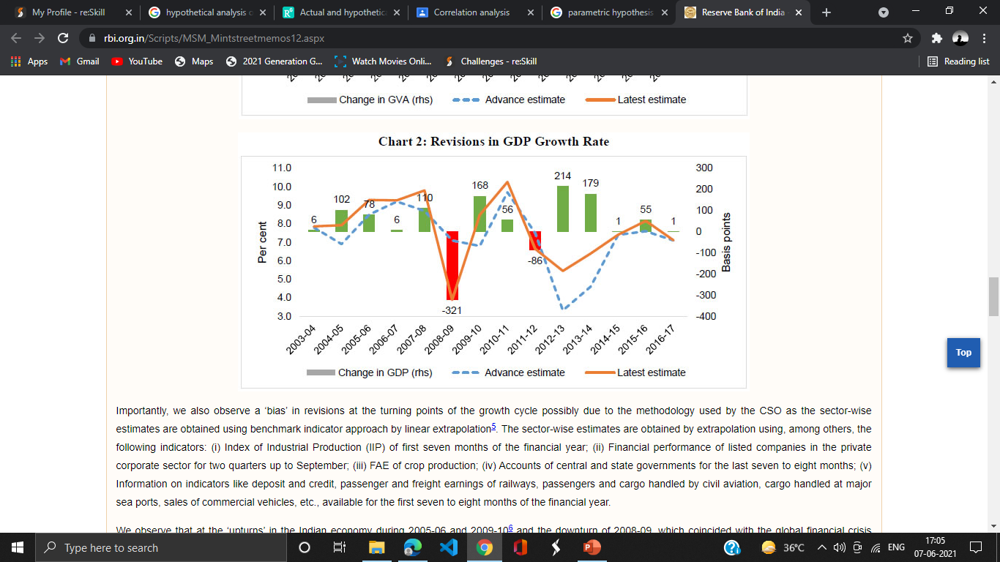 My Profile - re:Skill
hypothetical analysis o
Actual and hypothetica
Correlation analysis
parametric hypothesis
Reserve Bank of India -
rbi.org.in/Scripts/MSM_Mintstreetmemos12.aspx
Apps
Gmail
YouTube
Maps
2021 Generation G...
Watch Movies Onli...
Challenges - re:Skill
Reading list
Change in GVA (rhs)
Advance estimate
Latest estimate
Chart 2: Revisions in GDP Growth Rate
Per cent
11.0
10.0
9.0
8.0
7.0
6.0
5.0
4.0
3.0
6
102
78
6
110
-321
168
56
-86
214
179
1
55
1
300
200
100
0
-100
-200
-300
-400
Basis points
2003-04
2004-05
2005-06
2006-07
2007-08
2008-09
2009-10
2010-11
2011-12
2012-13
2013-14
2014-15
2015-16
2016-17
Change in GDP (rhs)
Advance estimate
Latest estimate
Top
Importantly, we also observe a ‘bias’ in revisions at the turning points of the growth cycle possibly due to the methodology used by the CSO as the sector-wise
estimates are obtained using benchmark indicator approach by linear extrapolation5. The sector-wise estimates are obtained by extrapolation using, among others, the
following indicators: (i) Index of Industrial Production (IIP) of first seven months of the financial year; (ii) Financial performance of listed companies in the private
corporate sector for two quarters up to September; (iii) FAE of crop production; (iv) Accounts of central and state governments for the last seven to eight months; (v)
Information on indicators like deposit and credit, passenger and freight earnings of railways, passengers and cargo handled by civil aviation, cargo handled at major
sea ports, sales of commercial vehicles, etc., available for the first seven to eight months of the financial year.
We observe that at the ‘upturns’ in the Indian economy during 2005-06 and 2009-106 and the downturn of 2008-09, which coincided with the global financial crisis
Type here to search
36°C
ENG
17:05
07-06-2021